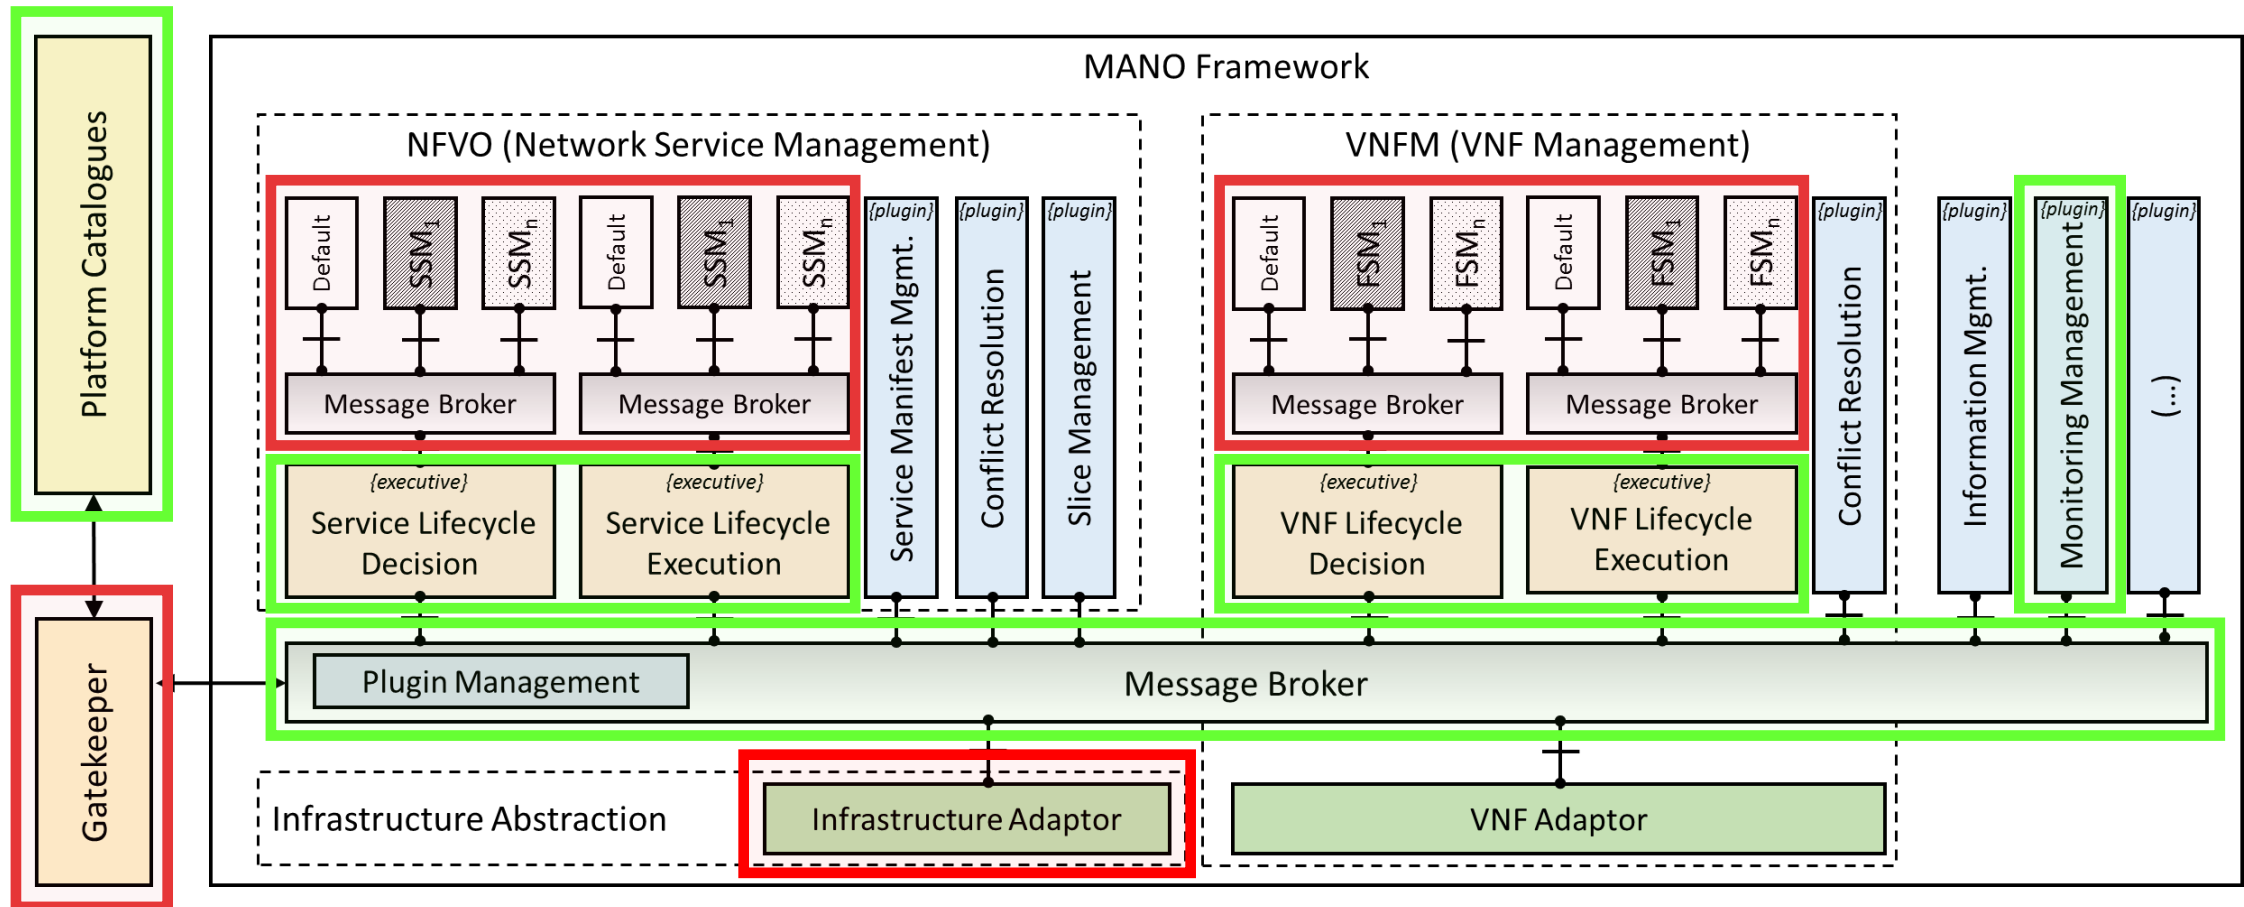 MANO Framework
Platform Catalogues
Gatekeeper
NFVO (Network Service Management)
Default
SSM1
SSMn
Default
SSM1
SSMn
Message Broker
Message Broker
{executive}
Service Lifecycle
Decision
{executive}
Service Lifecycle
Execution
{plugin}
Service Manifest Mgmt.
{plugin}
Conflict Resolution
{plugin}
Slice Management
VNFM (VNF Management)
Default
FSM1
FSMn
Default
FSM1
FSMn
Message Broker
Message Broker
{executive}
VNF Lifecycle
Decision
{executive}
VNF Lifecycle
Execution
{plugin}
Conflict Resolution
{plugin}
Information Mgmt.
{plugin}
Monitoring Management
{plugin}
(...)
Plugin Management
Message Broker
Infrastructure Abstraction
Infrastructure Adaptor
VNF Adaptor